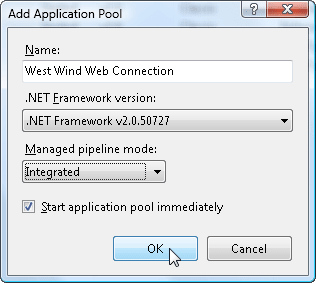 Add Application Pool
Name:
West Wind Web Connection
.NET Framework version:
.NET Framework v2.0.50727
Managed pipeline mode:
Integrated
Start application pool immediately
OK
Cancel